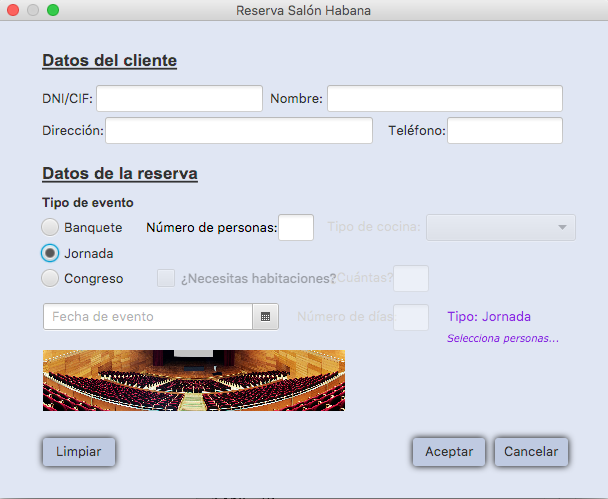 Reserva Salón Habana
Datos del cliente
DNI/CIF: Nombre:
Dirección: Teléfono:
Datos de la reserva
Tipo de evento
Banquete Número de personas: Tipo de cocina:
Jornada
Congreso ¿Necesitas habitaciones? Cuántas?
Fecha de evento Número de días Tipo: Jornada
Selecciona personas...
Limpiar Aceptar Cancelar